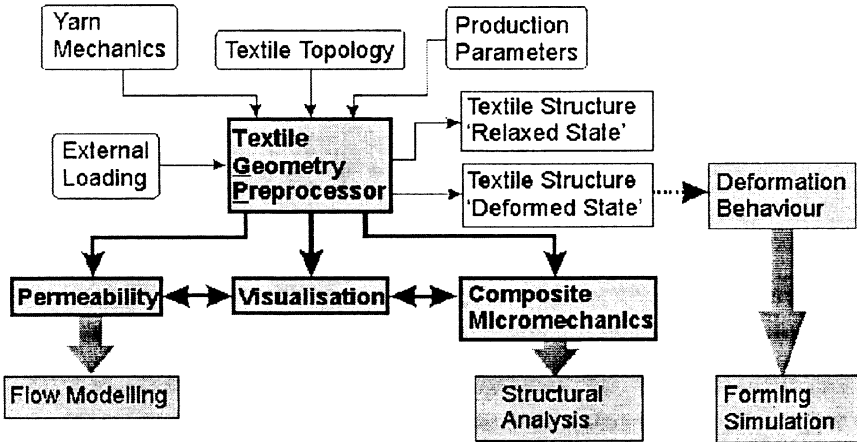 Yarn
Mechanics
Textile Topology
Production
Parameters
External
Loading
Textile
Geometry
Preprocessor
Textile Structure
'Relaxed State'
Textile Structure
'Deformed State'
Deformation
Behaviour
Permeability
Visualisation
Composite
Micromechanics
Flow Modelling
Structural
Analysis
Forming
Simulation